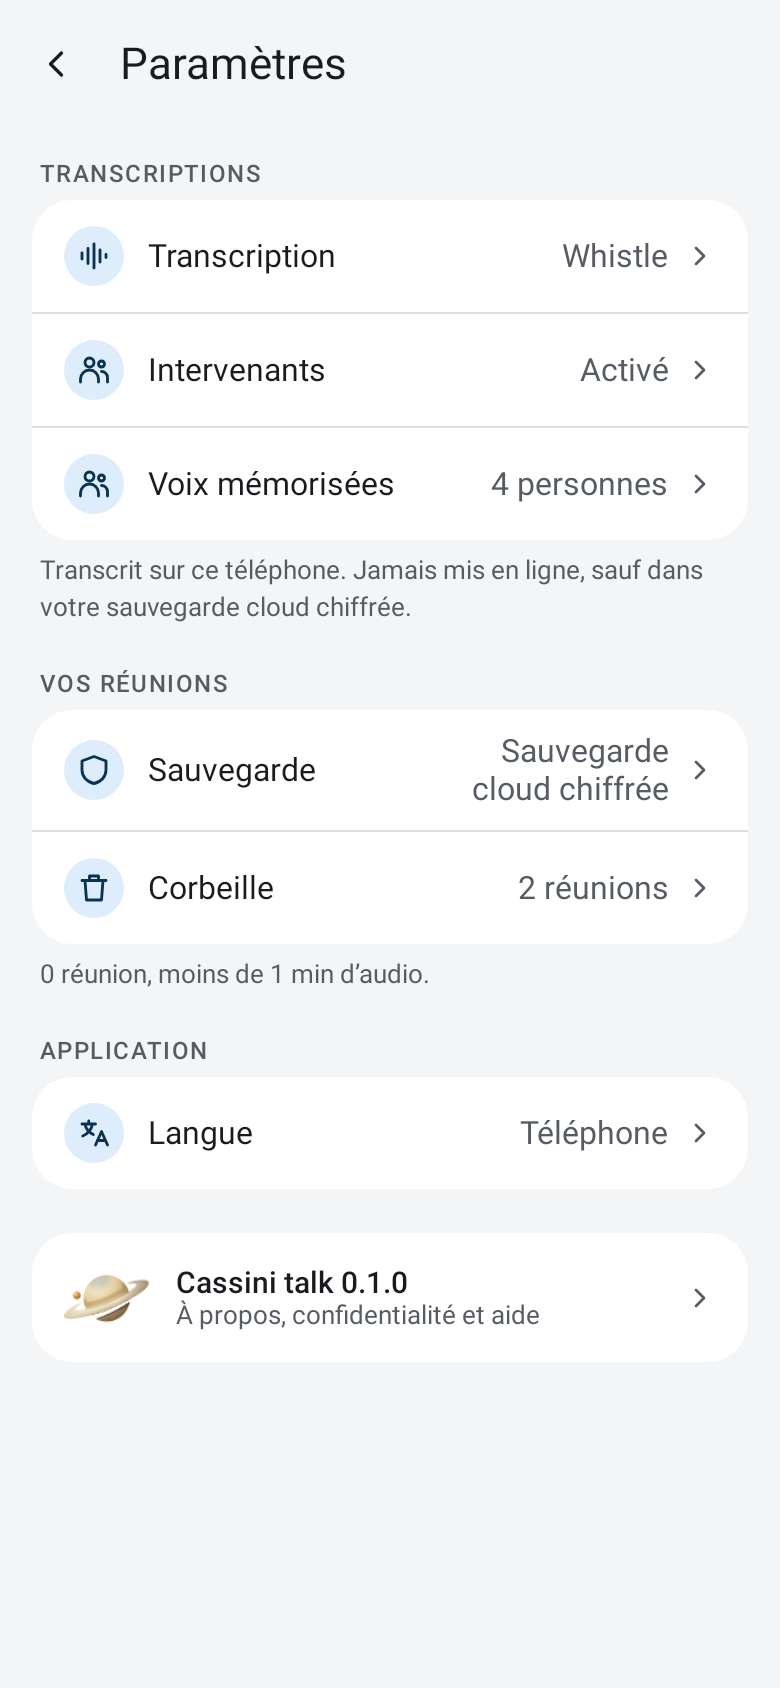 Paramètres
TRANSCRIPTIONS
Transcription Whistle
Intervenants Activé
Voix mémorisées 4 personnes
Transcrit sur ce téléphone. Jamais mis en ligne, sauf dans
votre sauvegarde cloud chiffrée.
VOS RÉUNIONS
Sauvegarde Sauvegarde
cloud chiffrée
Corbeille 2 réunions
0 réunion, moins de 1 min d’audio.
APPLICATION
Langue Téléphone
Cassini talk 0.1.0
À propos, confidentialité et aide